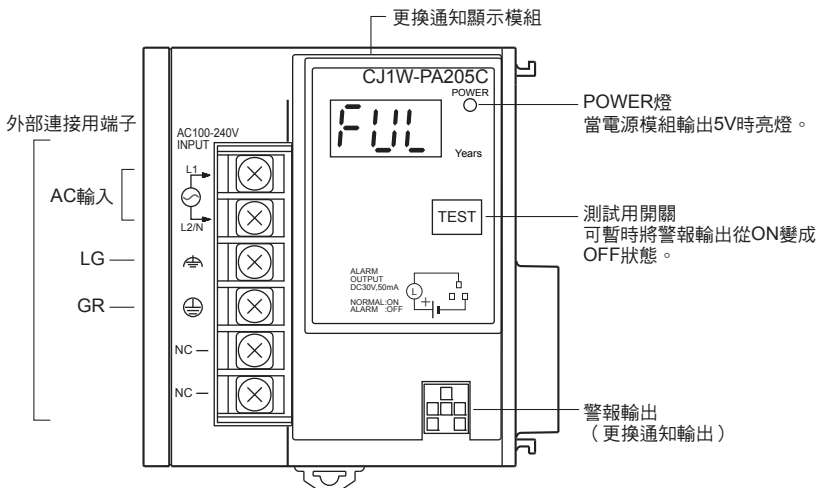 更換通知顯示模組
CJ1W-PA205C
POWER
FUL
Years
POWER燈
當電源模組輸出5V時亮燈。
外部連接用端子
AC100-240V
INPUT
L1
AC輸入
L2/N
TEST
測試用開關
可暫時將警報輸出從ON變成
OFF狀態。
LG
GR
ALARM
OUTPUT
DC30V,50mA
L
+
NORMAL:ON
ALARM :OFF
NC
NC
警報輸出
（更換通知輸出）